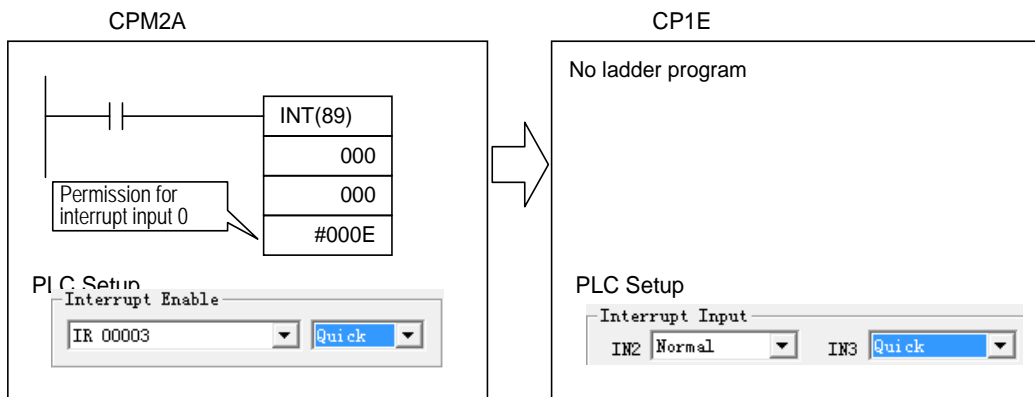 CPM2A
INT(89)
000
000
#000E
Permission for
interrupt input 0
PLC Setup
Interrupt Enable
IR 00003 Quick
CP1E
No ladder program
PLC Setup
Interrupt Input
IN2 Normal IN3 Quick